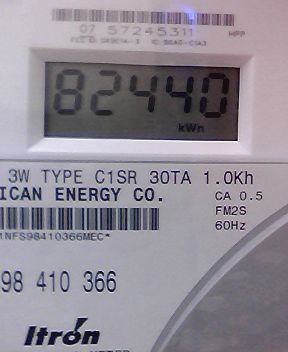 07 57245311
HPP
82440
kWh
3W TYPE C1SR 30TA 1.0Kh
ICAN ENERGY CO.
CA 0.5
FM2S
60Hz
1NFS98410366MEC*
98 410 366
Itron